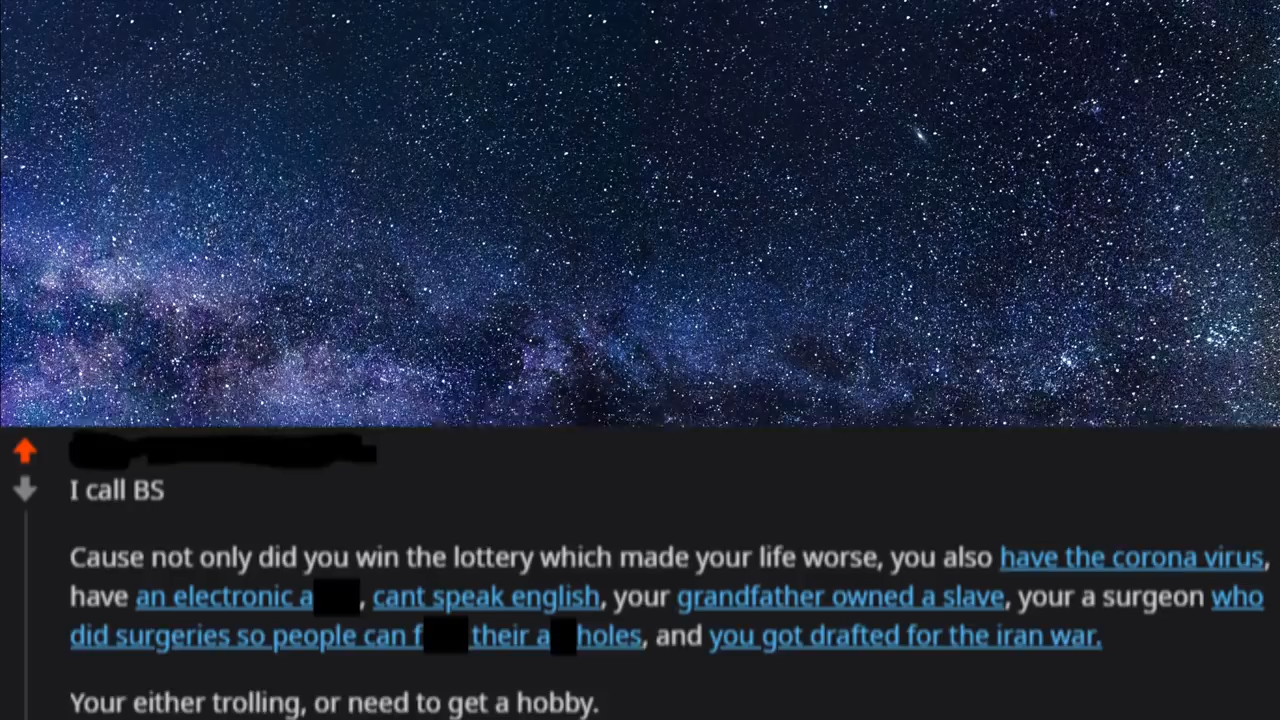 I call BS
Cause not only did you win the lottery which made your life worse, you also have the corona virus,
have an electronic a , cant speak english, your grandfather owned a slave, your a surgeon who
did surgeries so people can f their a holes, and you got drafted for the iran war.
Your either trolling, or need to get a hobby.